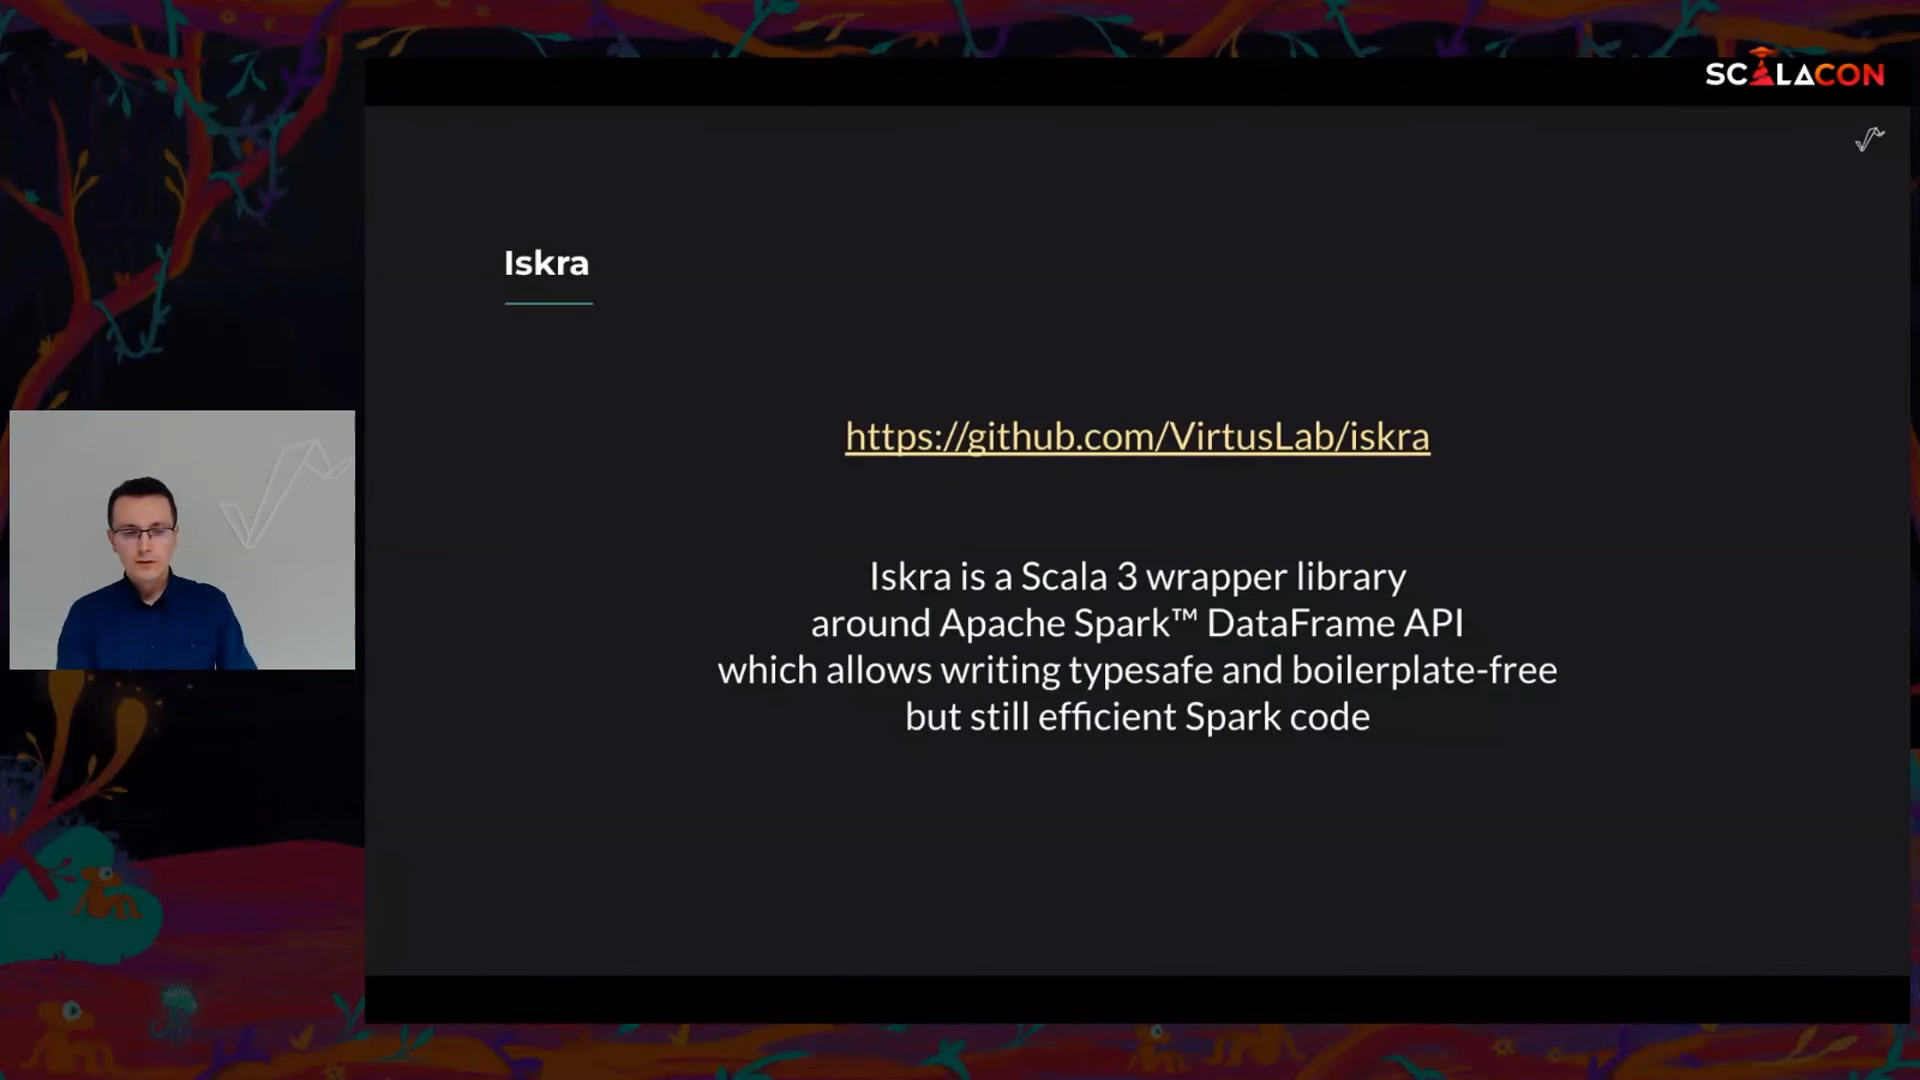 SCALACON
Iskra
https://github.com/VirtusLab/iskra
Iskra is a Scala 3 wrapper library
around Apache Spark™ DataFrame API
which allows writing typesafe and boilerplate-free
but still efficient Spark code